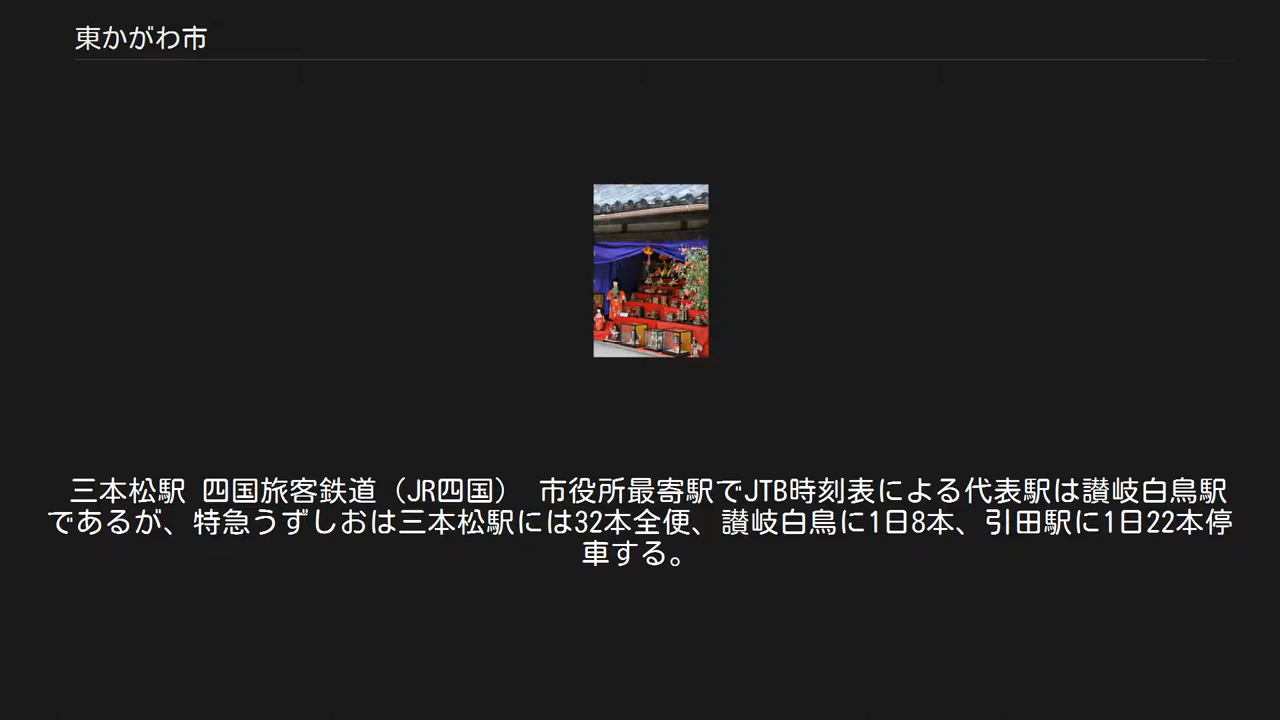 東かがわ市
三本松駅 四国旅客鉄道（JR四国） 市役所最寄駅でJTB時刻表による代表駅は讃岐白鳥駅
であるが、特急うずしおは三本松駅には32本全便、讃岐白鳥に1日8本、引田駅に1日22本停
車する。